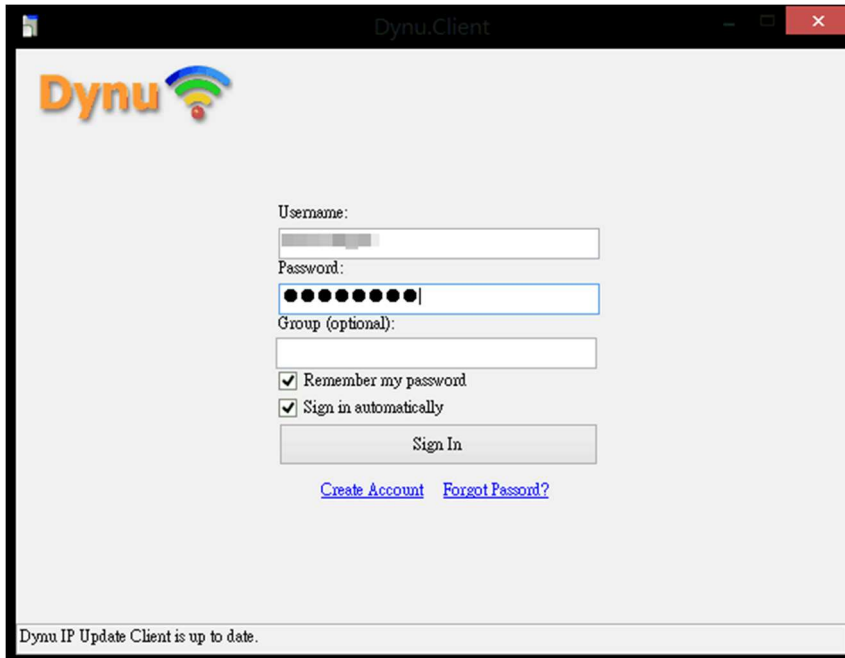 Dynu.Client
Dynu
Username:
Password:
Group (optional):
Remember my password
Sign in automatically
Sign In
Create Account Forgot Passord?
Dynu IP Update Client is up to date.